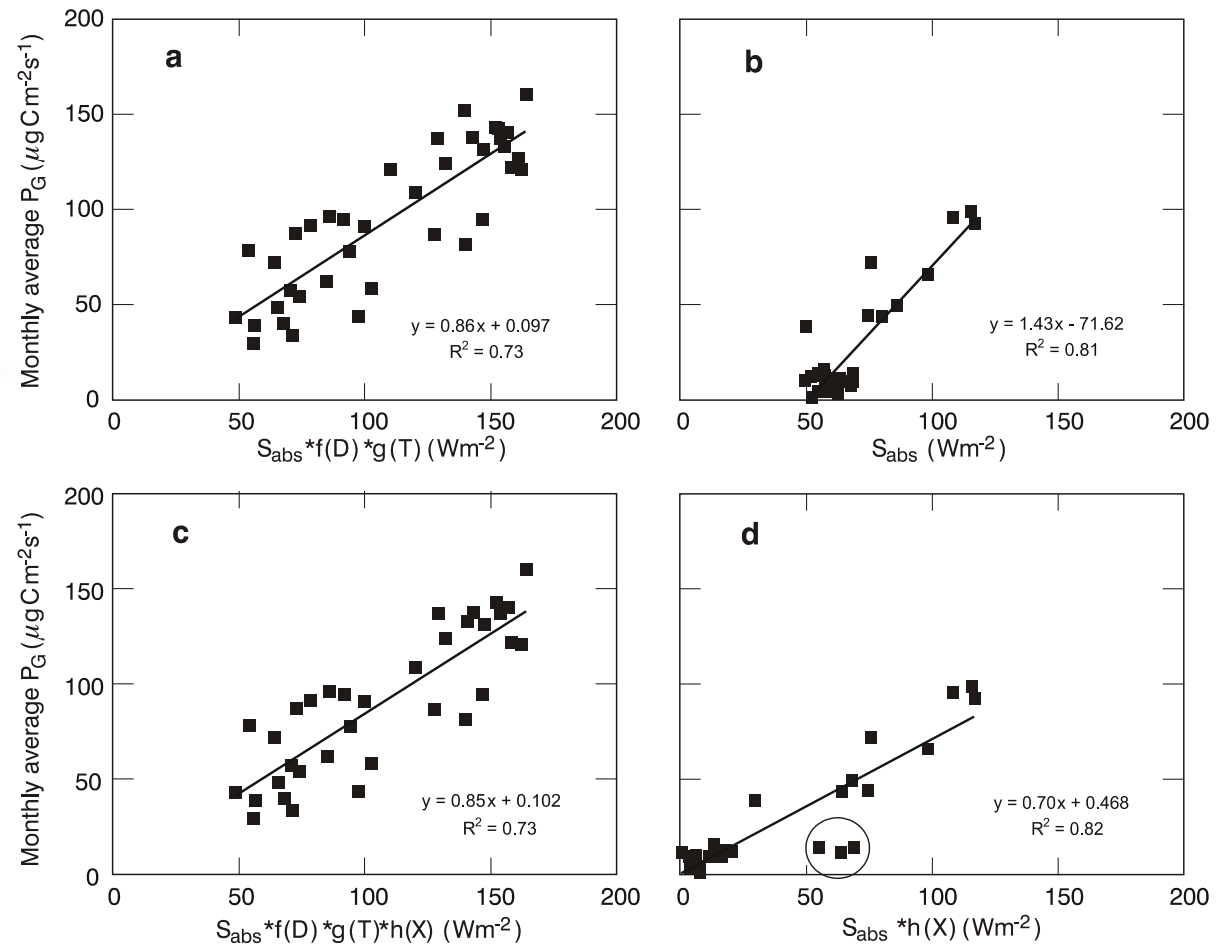 200
150
100
50
0
Monthly average P_G (μgCm⁻²s⁻¹)
a
y = 0.86x + 0.097
R² = 0.73
0 50 100 150 200
S_abs *f(D) *g(T) (Wm⁻²)
b
y = 1.43x - 71.62
R² = 0.81
0 50 100 150 200
S_abs (Wm⁻²)
200
150
100
50
0
Monthly average P_G (μgCm⁻²s⁻¹)
c
y = 0.85x + 0.102
R² = 0.73
0 50 100 150 200
S_abs *f(D) *g(T)*h(X) (Wm⁻²)
d
y = 0.70x + 0.468
R² = 0.82
0 50 100 150 200
S_abs *h(X) (Wm⁻²)